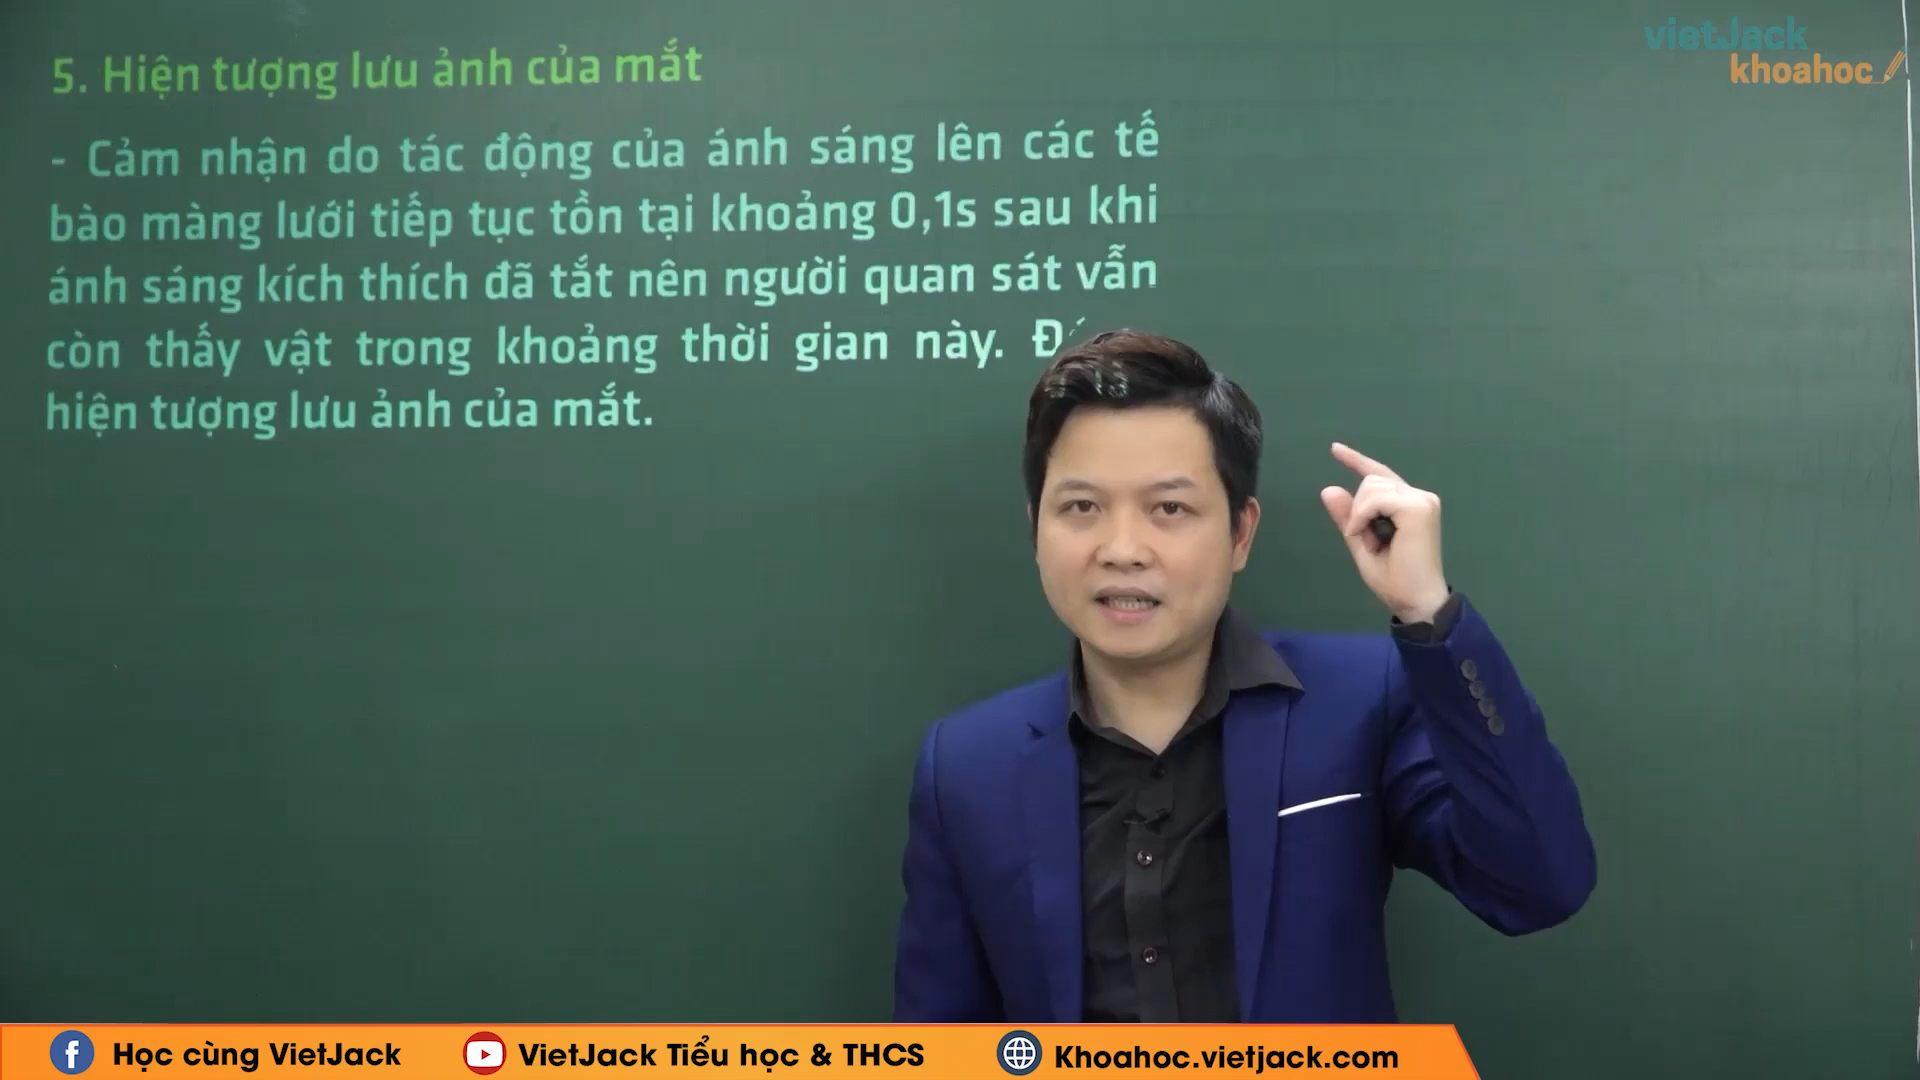 vietJack
khoahoc
5. Hiện tượng lưu ảnh của mắt
- Cảm nhận do tác động của ánh sáng lên các tế
bào màng lưới tiếp tục tồn tại khoảng 0,1s sau khi
ánh sáng kích thích đã tắt nên người quan sát vẫn
còn thấy vật trong khoảng thời gian này.
hiện tượng lưu ảnh của mắt.
Học cùng VietJack
VietJack Tiểu học & THCS
Khoahoc.vietjack.com